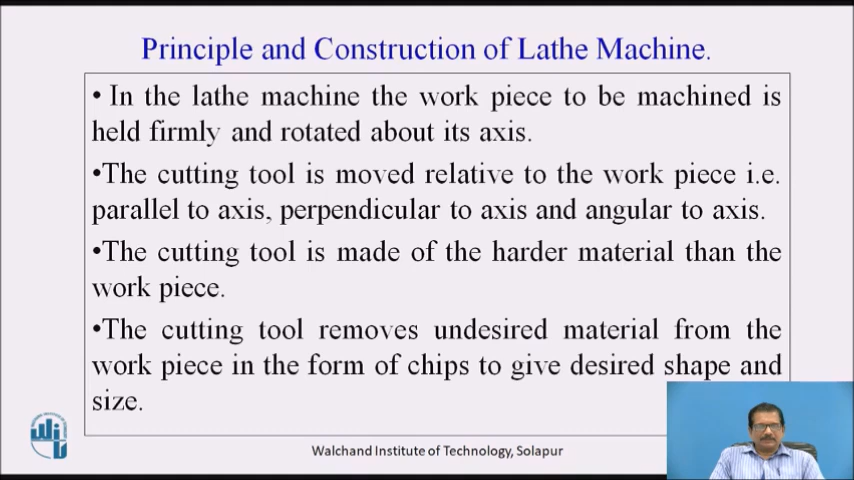 Principle and Construction of Lathe Machine.
• In the lathe machine the work piece to be machined is
held firmly and rotated about its axis.
•The cutting tool is moved relative to the work piece i.e.
parallel to axis, perpendicular to axis and angular to axis.
•The cutting tool is made of the harder material than the
work piece.
•The cutting tool removes undesired material from the
work piece in the form of chips to give desired shape and
size.
Walchand Institute of Technology, Solapur